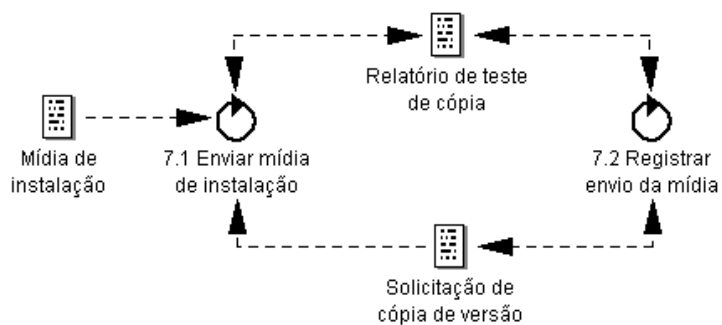 Relatório de teste
de cópia
Mídia de
instalação
7.1 Enviar mídia
de instalação
7.2 Registrar
envio da mídia
Solicitação de
cópia de versão